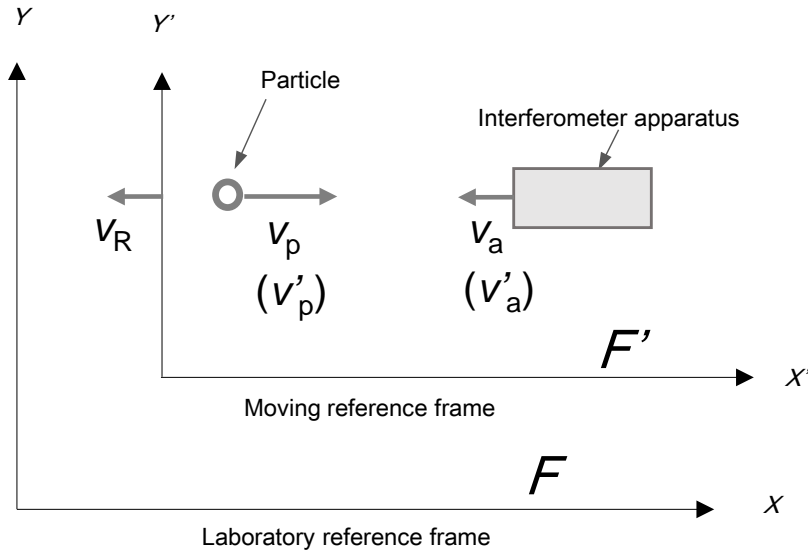 Y
Y'
Particle
Interferometer apparatus
vR
vp
(v'p)
va
(v'a)
F'
X'
Moving reference frame
F
X
Laboratory reference frame